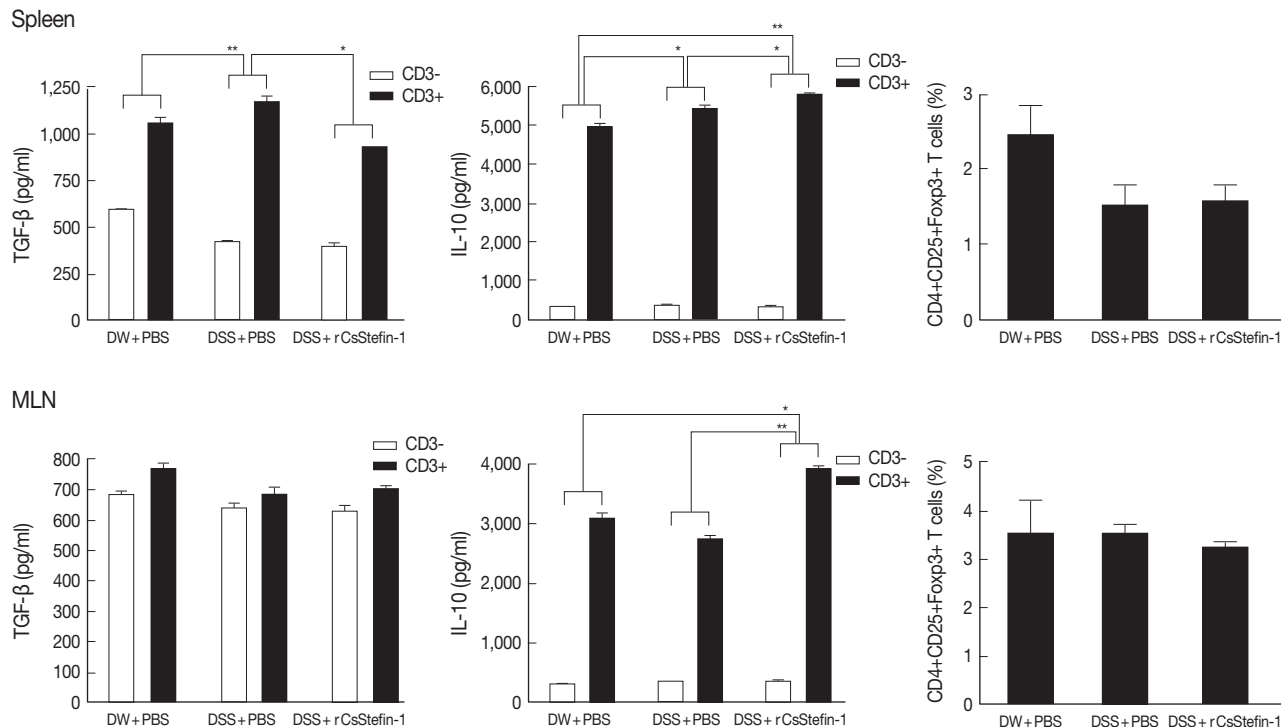 Spleen
** *
CD3-
CD3+
TGF-β (pg/ml)
1,250
1,000
750
500
250
0
DW+PBS DSS+PBS DSS+rCsStefin-1
**
* *
CD3-
CD3+
IL-10 (pg/ml)
6,000
5,000
4,000
3,000
2,000
1,000
0
DW+PBS DSS+PBS DSS+rCsStefin-1
CD4+CD25+Foxp3+ T cells (%)
3
2
1
0
DW+PBS DSS+PBS DSS+rCsStefin-1
MLN
CD3-
CD3+
TGF-β (pg/ml)
800
700
600
500
400
300
200
100
0
DW+PBS DSS+PBS DSS+rCsStefin-1
*
**
CD3-
CD3+
IL-10 (pg/ml)
4,000
3,000
2,000
1,000
0
DW+PBS DSS+PBS DSS+rCsStefin-1
CD4+CD25+Foxp3+ T cells (%)
5
4
3
2
1
0
DW+PBS DSS+PBS DSS+rCsStefin-1